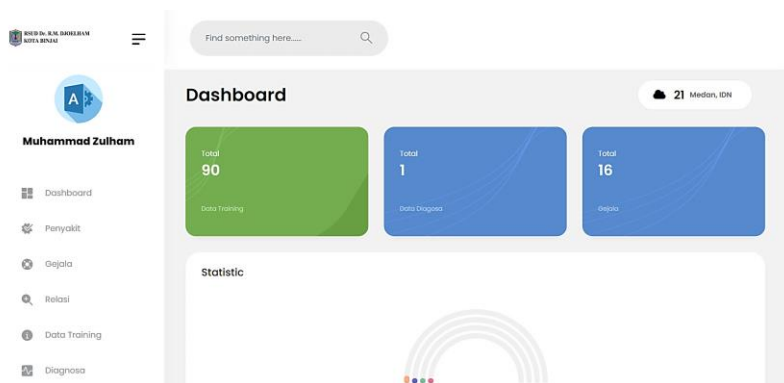 RSUD Dr. R.M. DJOELHAM
KOTA BINJAI
Find something here.....
A
Muhammad Zulham
Dashboard
Penyakit
Gejala
Relasi
Data Training
Diagnosa
Dashboard
21 Medan, IDN
Total
90
Data Training
Total
1
Data Diagosa
Total
16
Gejala
Statistic